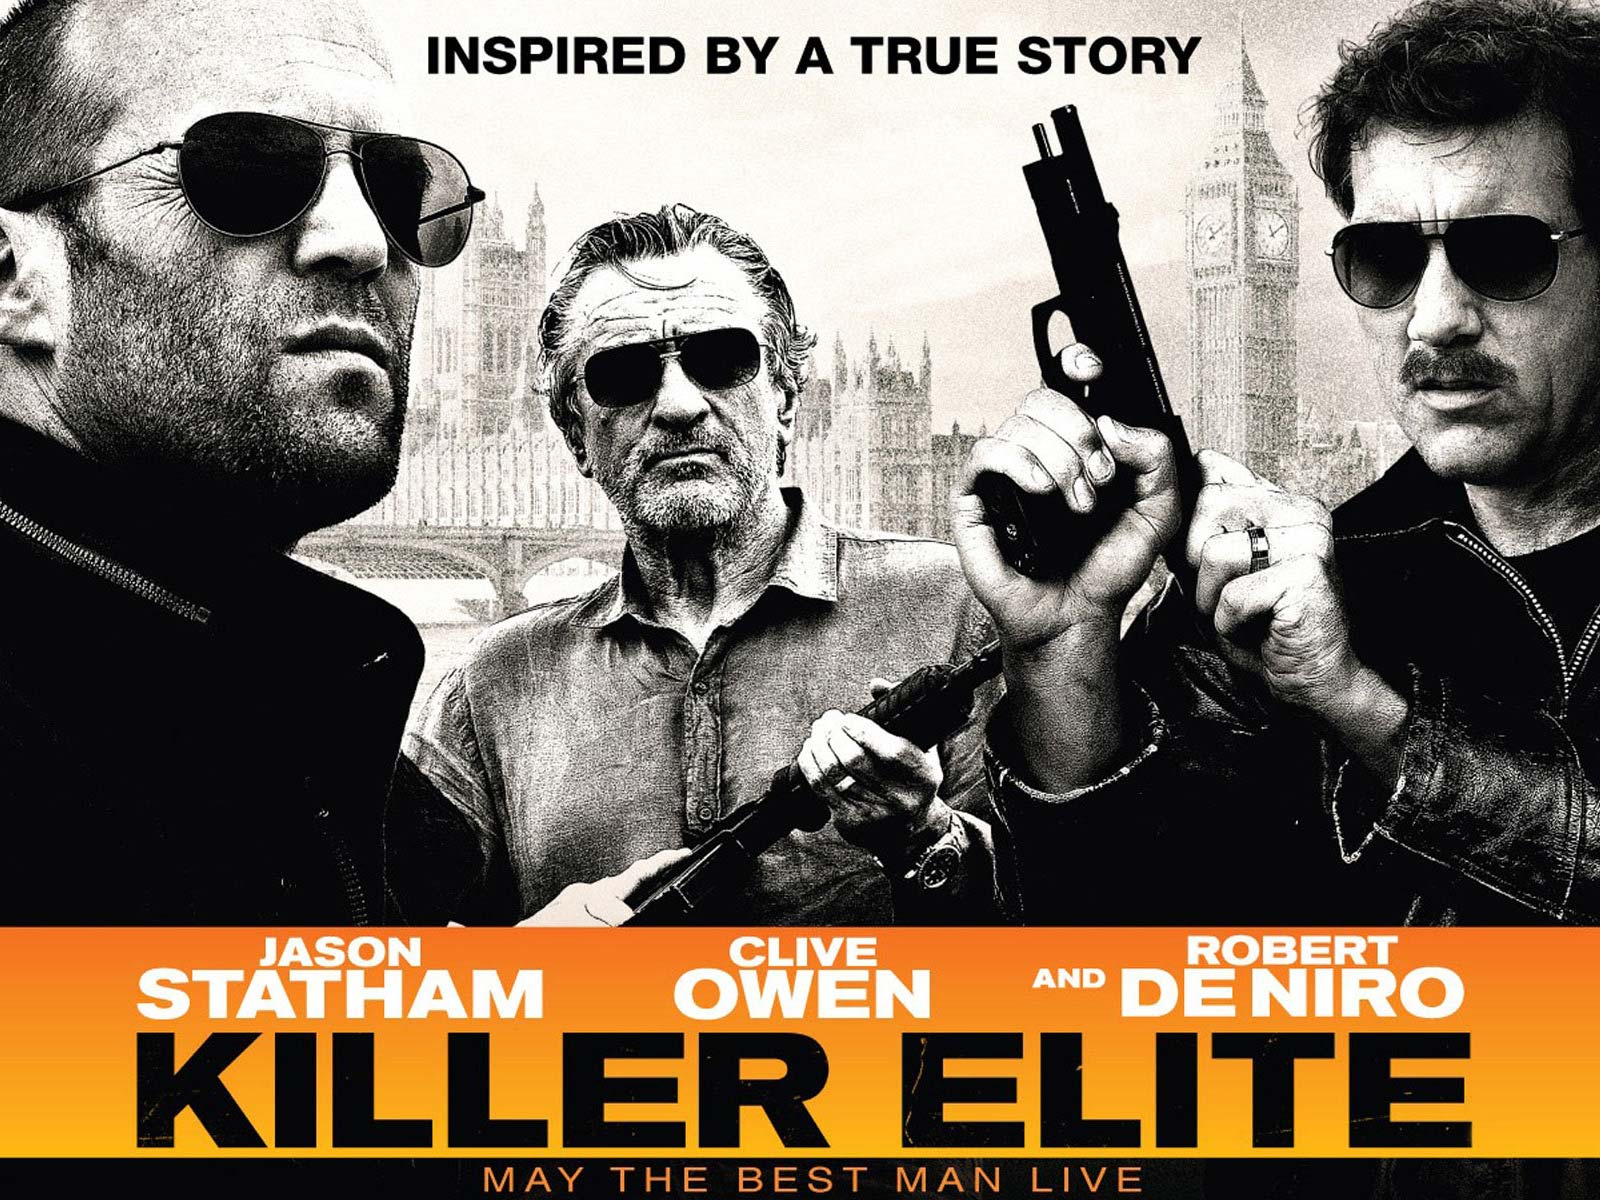 INSPIRED BY A TRUE STORY
JASON
STATHAM
CLIVE
OWEN
AND ROBERT
DE NIRO
KILLER ELITE
MAY THE BEST MAN LIVE